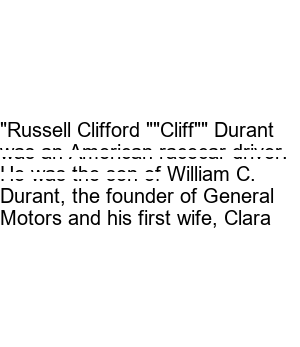 "Russell Clifford ""Cliff"" Durant
was an American racecar driver.
He was the son of William C.
Durant, the founder of General
Motors and his first wife, Clara